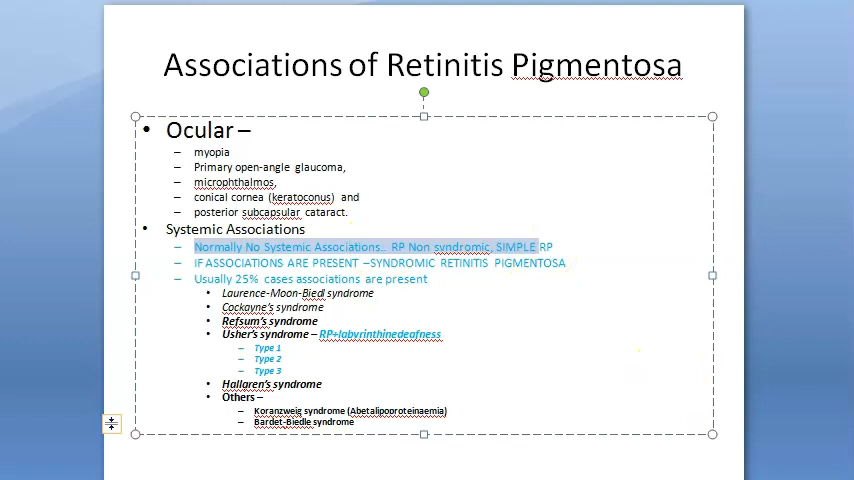 Associations of Retinitis Pigmentosa
• Ocular –
– myopia
– Primary open-angle glaucoma,
– microphthalmos,
– conical cornea (keratoconus) and
– posterior subcapsular cataract.
• Systemic Associations
– Normally No Systemic Associations.. RP Non syndromic, SIMPLE RP
– IF ASSOCIATIONS ARE PRESENT –SYNDROMIC RETINITIS PIGMENTOSA
– Usually 25% cases associations are present
• Laurence-Moon-Biedl syndrome
• Cockayne's syndrome
• Refsum's syndrome
• Usher's syndrome – RP+labyrinthinedeafness
– Type 1
– Type 2
– Type 3
• Hallgren's syndrome
• Others –
– Koranzweig syndrome (Abetalipooroteinaemia)
– Bardet-Biedle syndrome